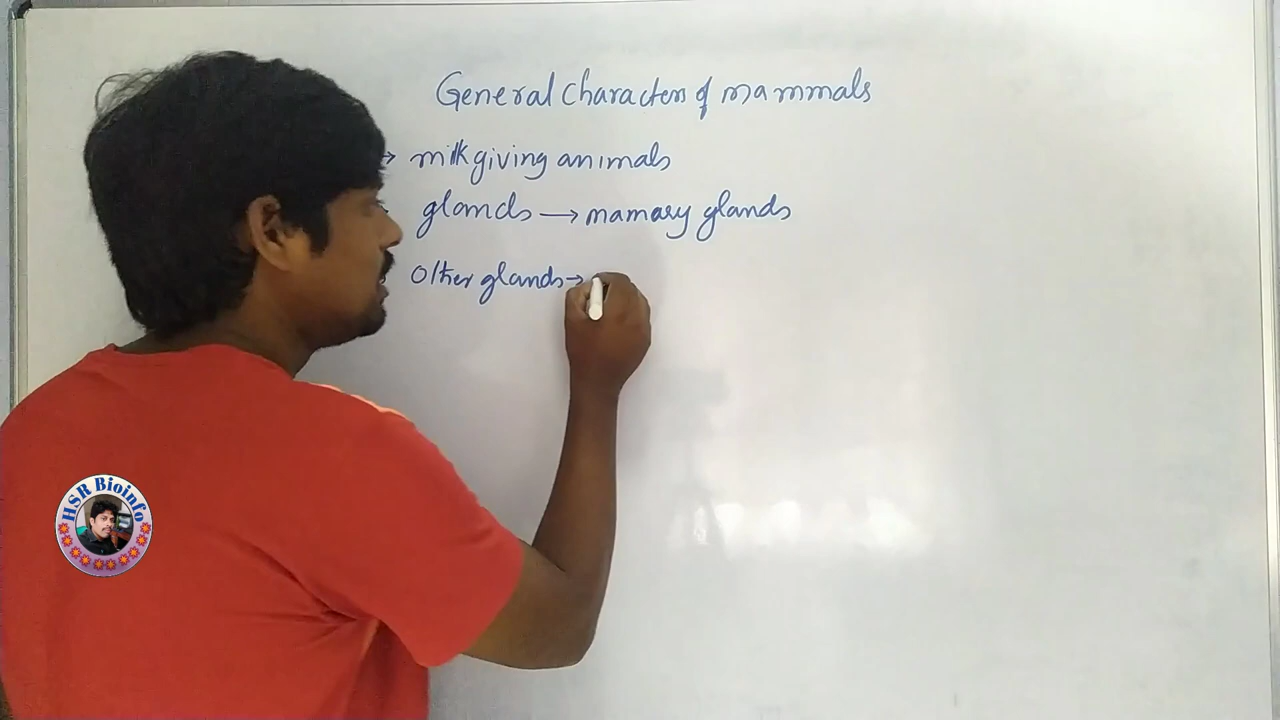 General characters of mammals
→ milk giving animals
glands → mamary glands
Other glands →
HSR Bioinfo